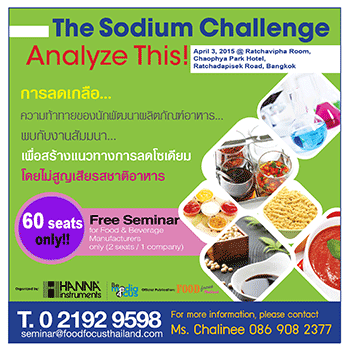 The Sodium Challenge
Analyze This!
April 3, 2015 @ Ratchavipha Room,
Chaophya Park Hotel,
Ratchadapisek Road, Bangkok
การลดเกลือ...
ความท้าทายของนักพัฒนาผลิตภัณฑ์อาหาร...
พบกับงานสัมมนา...
เพื่อสร้างแนวทางการลดโซเดียม
โดยไม่สูญเสียรสชาติอาหาร
60 seats
only!!
Free Seminar
for Food & Beverage
Manufacturers
only (2 seats / 1 company)
Organized by:
HANNA
instruments
Media
Focus
Official Publication:
FOOD
T. 0 2192 9598
seminar@foodfocusthailand.com
For more information, please contact
Ms. Chalinee 086 908 2377